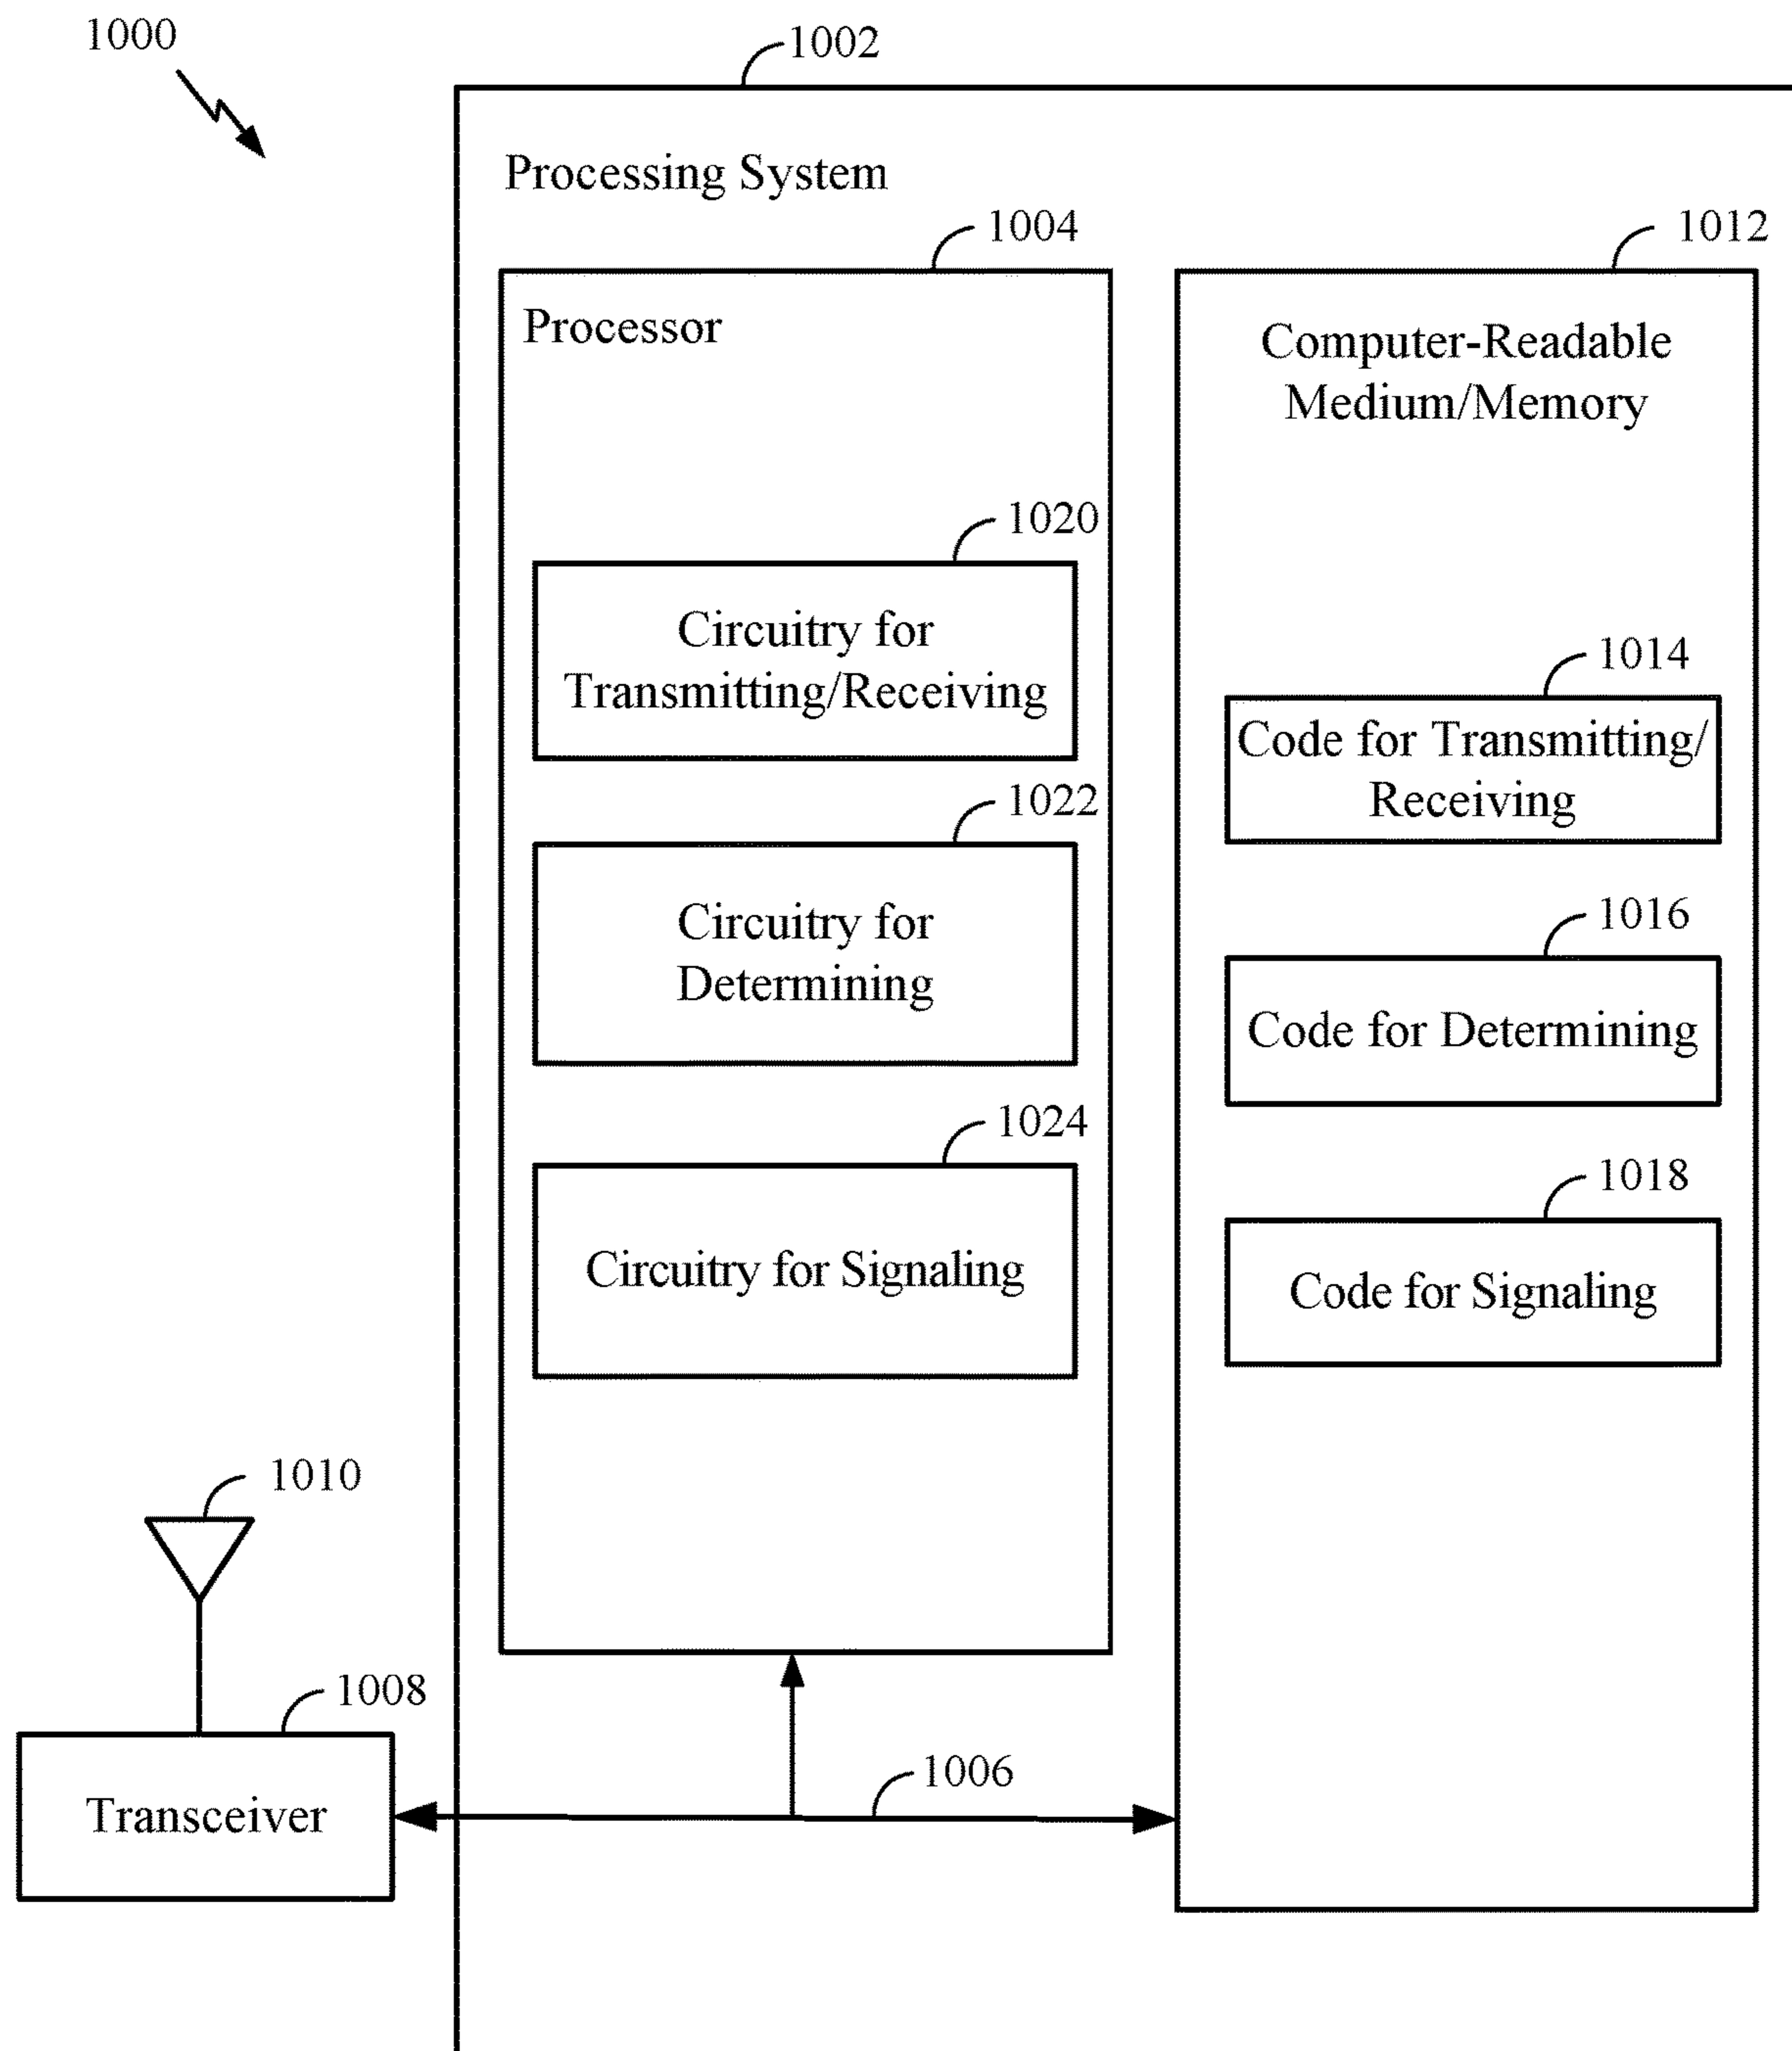 1000
1002
Processing System
1004
1012
Processor
Computer-Readable
Medium/Memory
1020
Circuitry for
Transmitting/Receiving
1014
Code for Transmitting/
Receiving
1022
Circuitry for
Determining
1016
Code for Determining
1024
Circuitry for Signaling
1018
Code for Signaling
1010
1008
Transceiver
1006